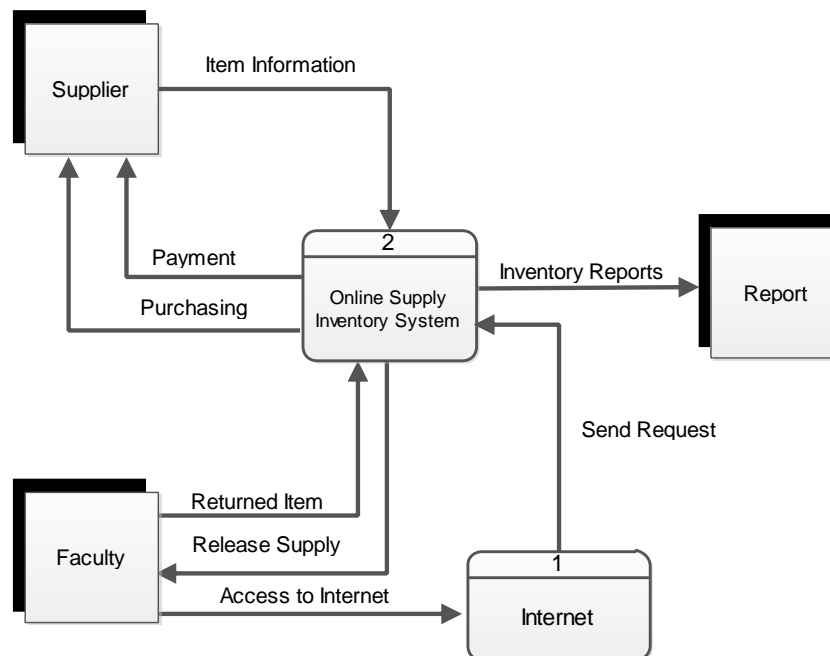 Item Information
Supplier
2
Payment
Online Supply
Inventory System
Inventory Reports
Report
Purchasing
Send Request
Returned Item
Release Supply
Faculty
Access to Internet
1
Internet